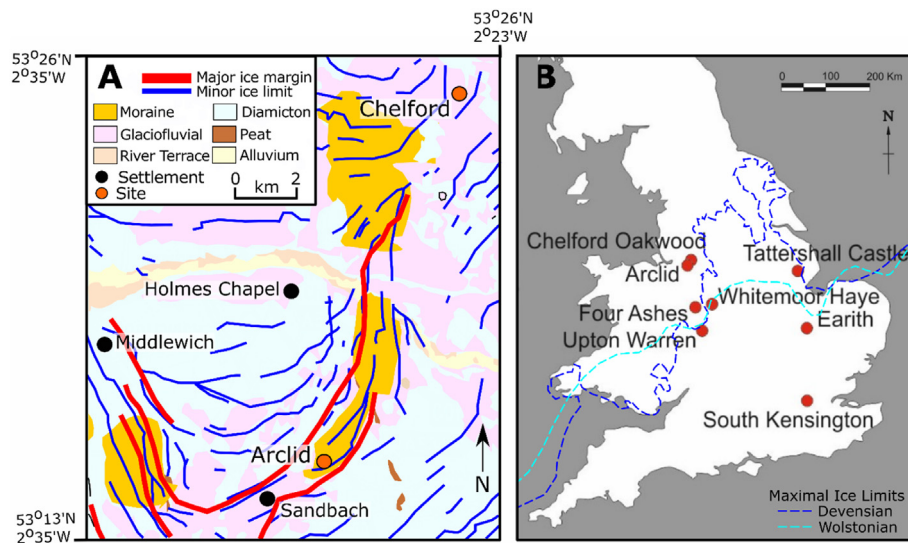 53°26'N
2°23'W
53°26'N
2°35'W
A
Major ice margin
Minor ice limit
Moraine
Diamicton
Glaciofluvial
Peat
River Terrace
Alluvium
Settlement
Site
0 2
km
Chelford
Holmes Chapel
Middlewich
Arclid
Sandbach
N
53°13'N
2°35'W
B
0 100 200 Km
N
Chelford Oakwood
Arclid
Tattershall Castle
Whitemoor Haye
Four Ashes
Earith
Upton Warren
South Kensington
Maximal Ice Limits
Devensian
Wolstonian